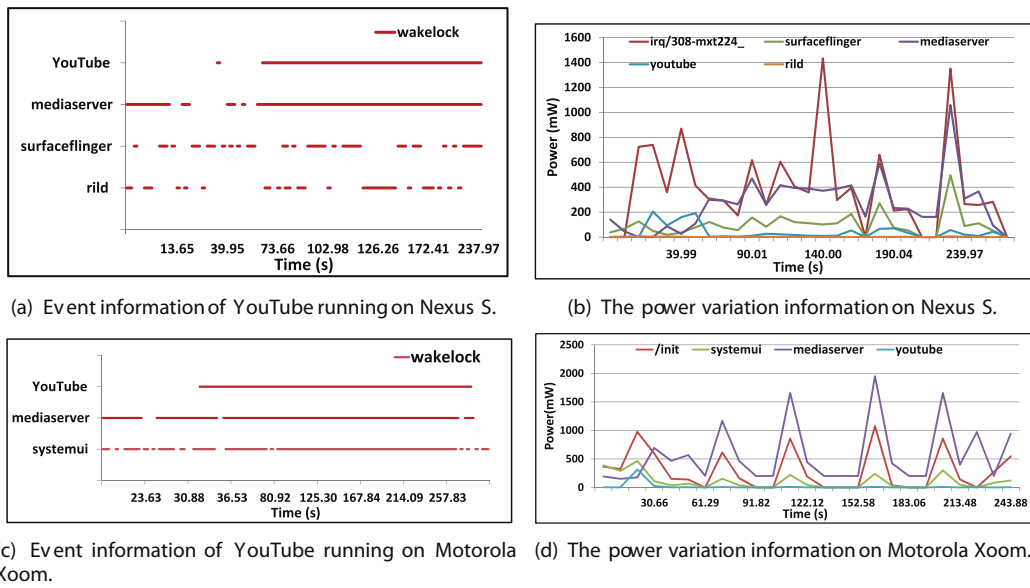 wakelock
YouTube
mediaserver
surfaceflinger
rild
13.65 39.95 73.66 102.98 126.26 172.41 237.97
Time (s)
(a) Event information of YouTube running on Nexus S.
irq/308-mxt224_ surfaceflinger mediaserver
youtube rild
Power (mW)
1600
1400
1200
1000
800
600
400
200
0
39.99 90.01 140.00 190.04 239.97
Time (s)
(b) The power variation information on Nexus S.
wakelock
YouTube
mediaserver
systemui
23.63 30.88 36.53 80.92 125.30 167.84 214.09 257.83
Time (s)
c) Event information of YouTube running on Motorola
Xoom.
/init systemui mediaserver youtube
Power(mW)
2500
2000
1500
1000
500
0
30.66 61.29 91.82 122.12 152.58 183.06 213.48 243.88
Time (s)
(d) The power variation information on Motorola Xoom.